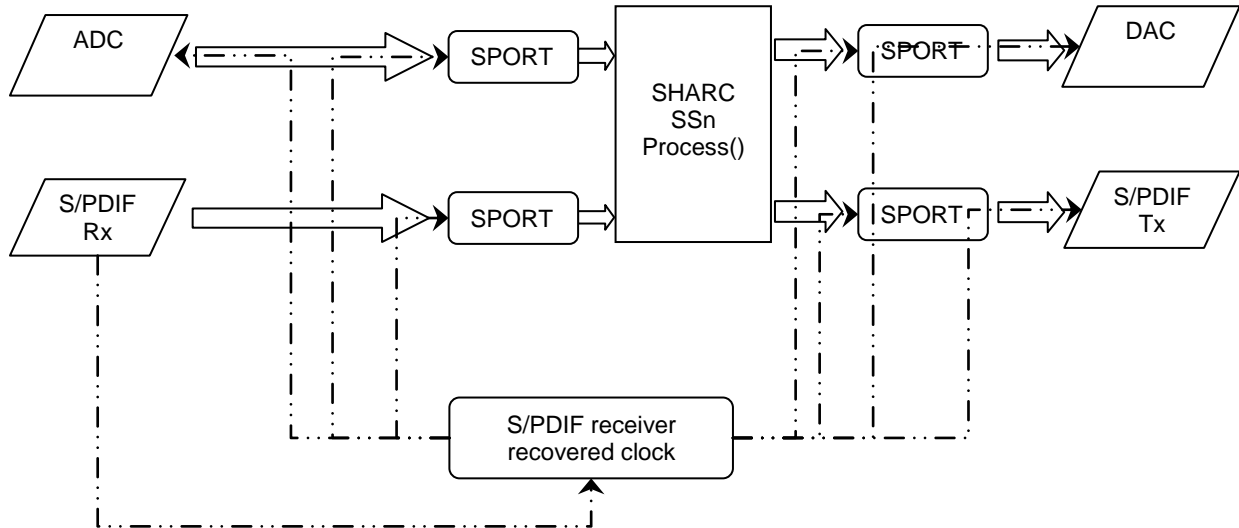 ADC
SPORT
SHARC
SSn
Process()
SPORT
DAC
S/PDIF
Rx
SPORT
SPORT
S/PDIF
Tx
S/PDIF receiver
recovered clock